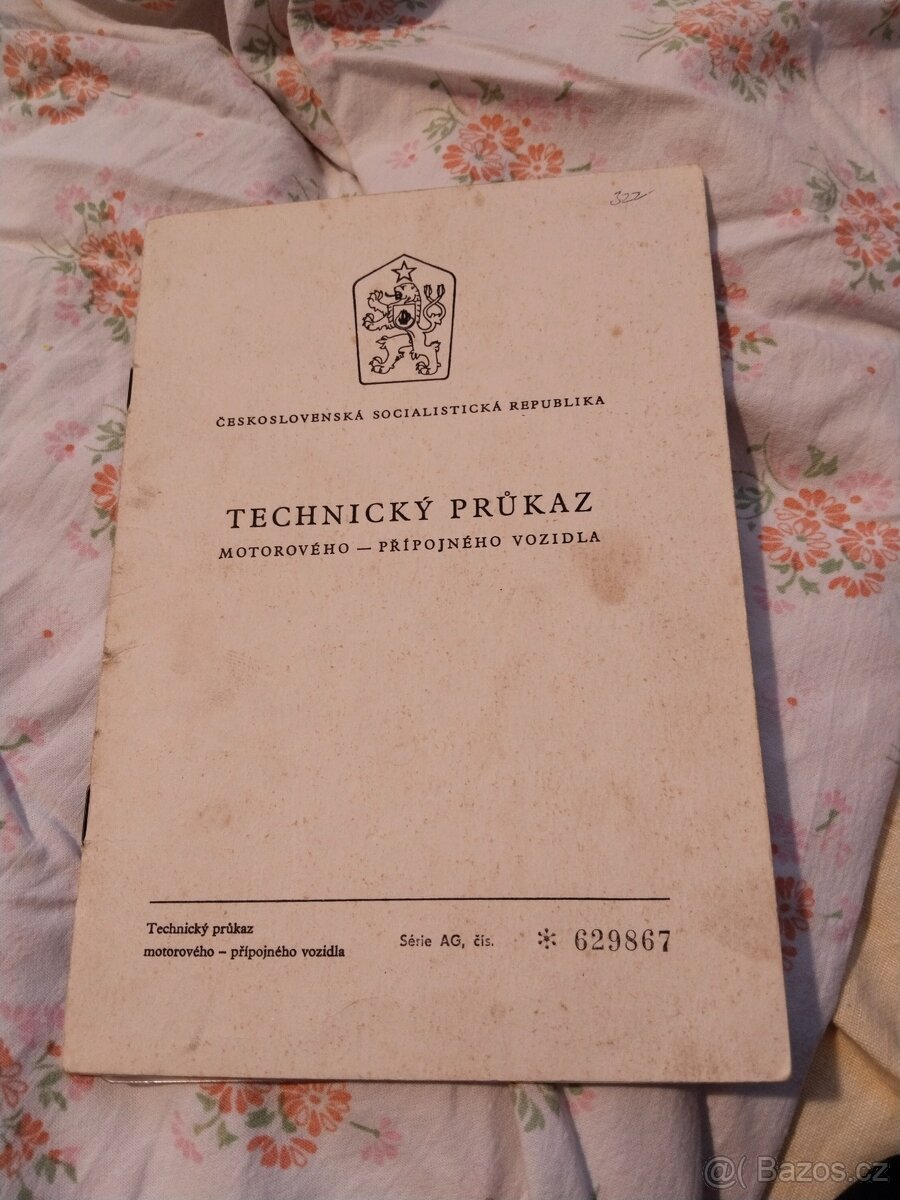 322
ČESKOSLOVENSKÁ SOCIALISTICKÁ REPUBLIKA
TECHNICKÝ PRŮKAZ
MOTOROVÉHO — PŘÍPOJNÉHO VOZIDLA
Technický průkaz
motorového – přípojného vozidla
Série AG, čís. * 629867
@( Bazos.cz